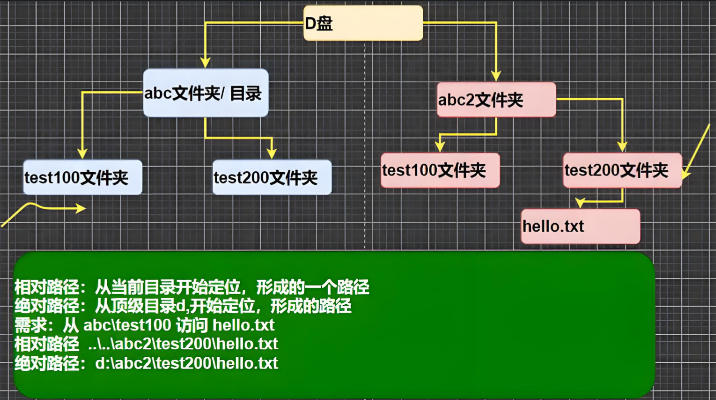 D盘
abc文件夹/ 目录
abc2文件夹
test100文件夹
test200文件夹
test100文件夹
test200文件夹
hello.txt
相对路径：从当前目录开始定位，形成的一个路径
绝对路径：从顶级目录d,开始定位，形成的路径
需求：从 abc\test100 访问 hello.txt
相对路径 ..\..\abc2\test200\hello.txt
绝对路径：d:\abc2\test200\hello.txt